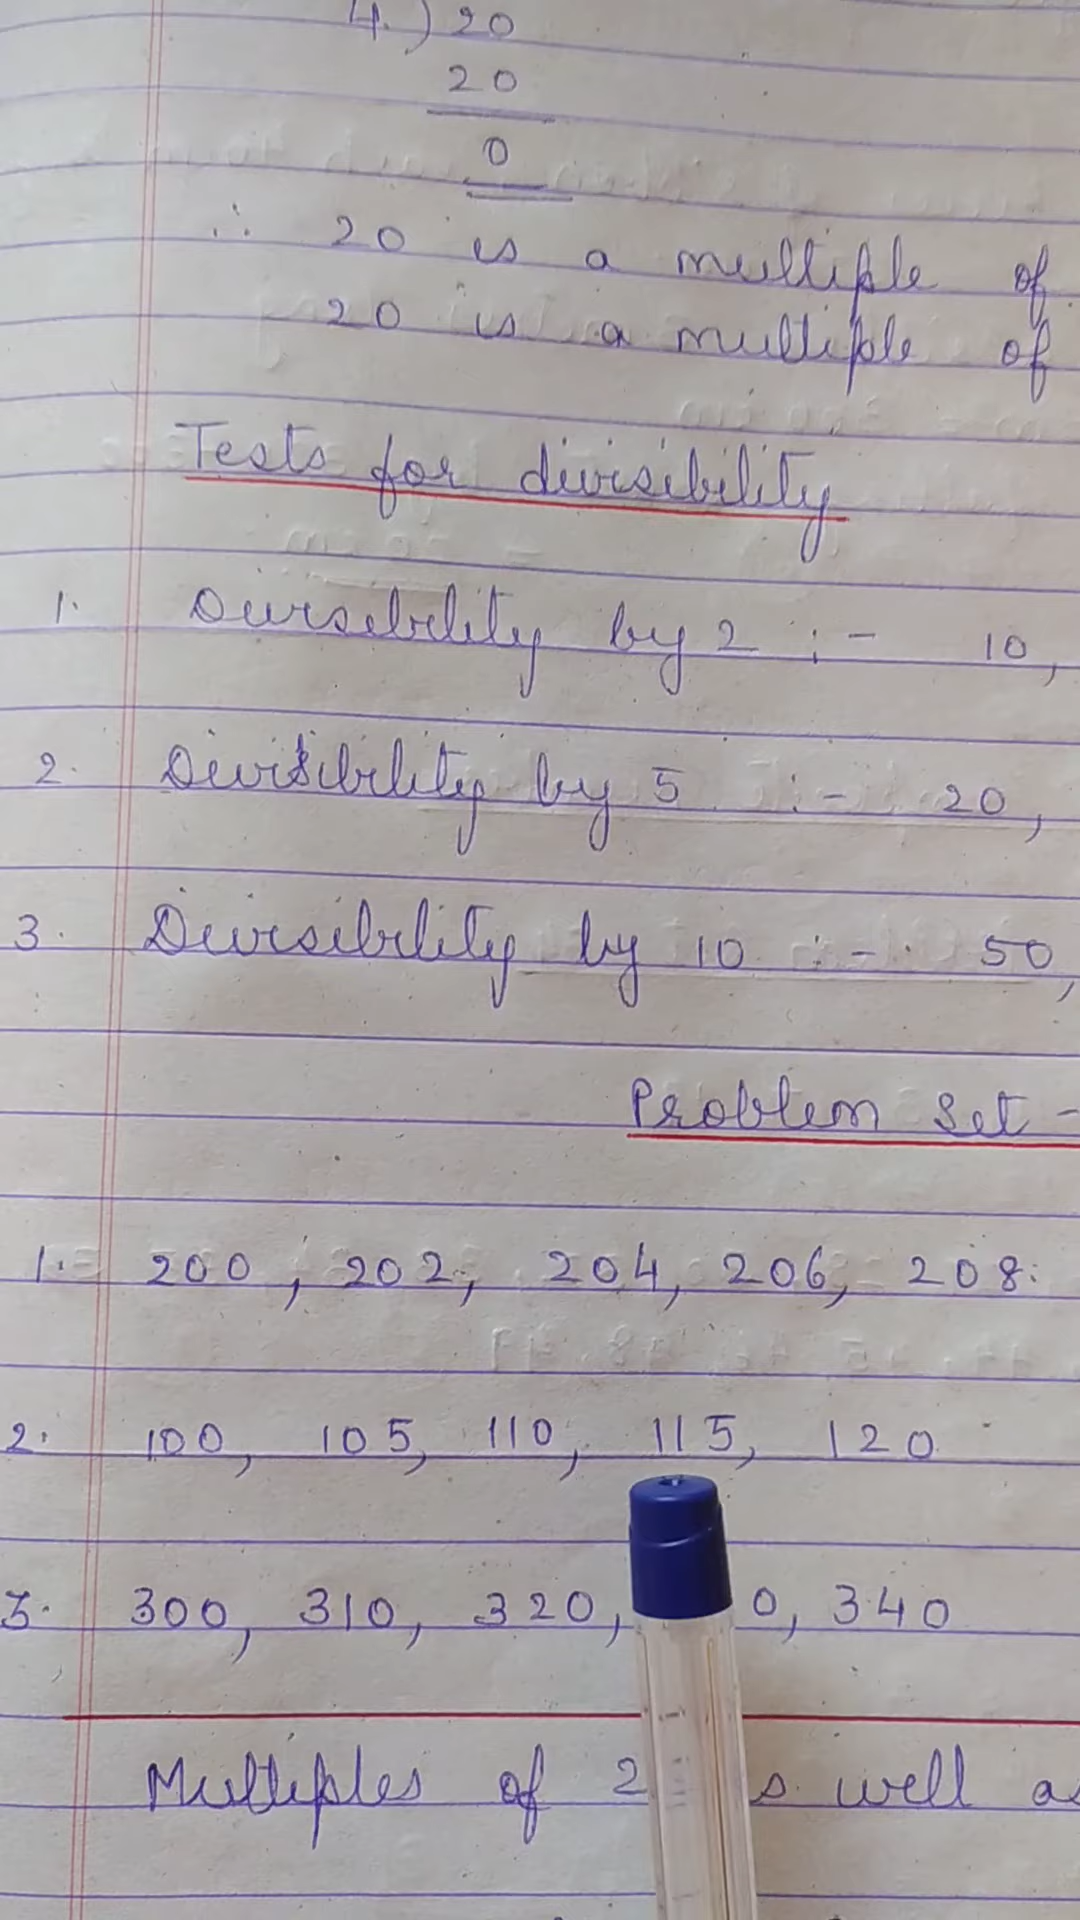 4.) 20
20
0
∴ 20 is a multiple of
20 is a multiple of
Tests for divisibility
1. Divisibility by 2 :- 10,
2. Divisibility by 5 :- 20,
3. Divisibility by 10 :- 50,
Problem Set -
1. 200, 202, 204, 206, 208.
2. 100, 105, 110, 115, 120
3. 300, 310, 320, 0, 340
Multiples of 2 s well as